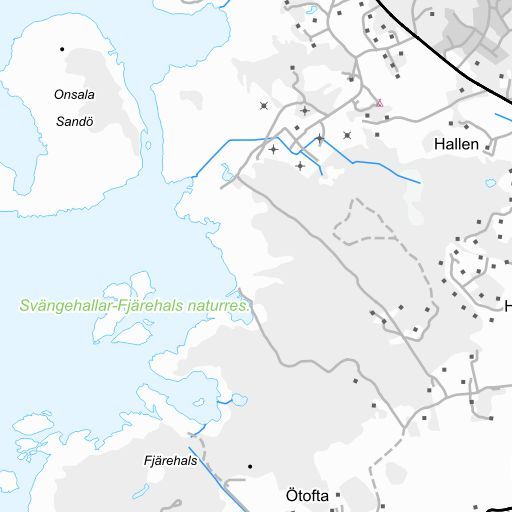 Onsala
Sandö
Hallen
Svängehallar-Fjärehals naturres.
H
Fjärehals
Ötofta